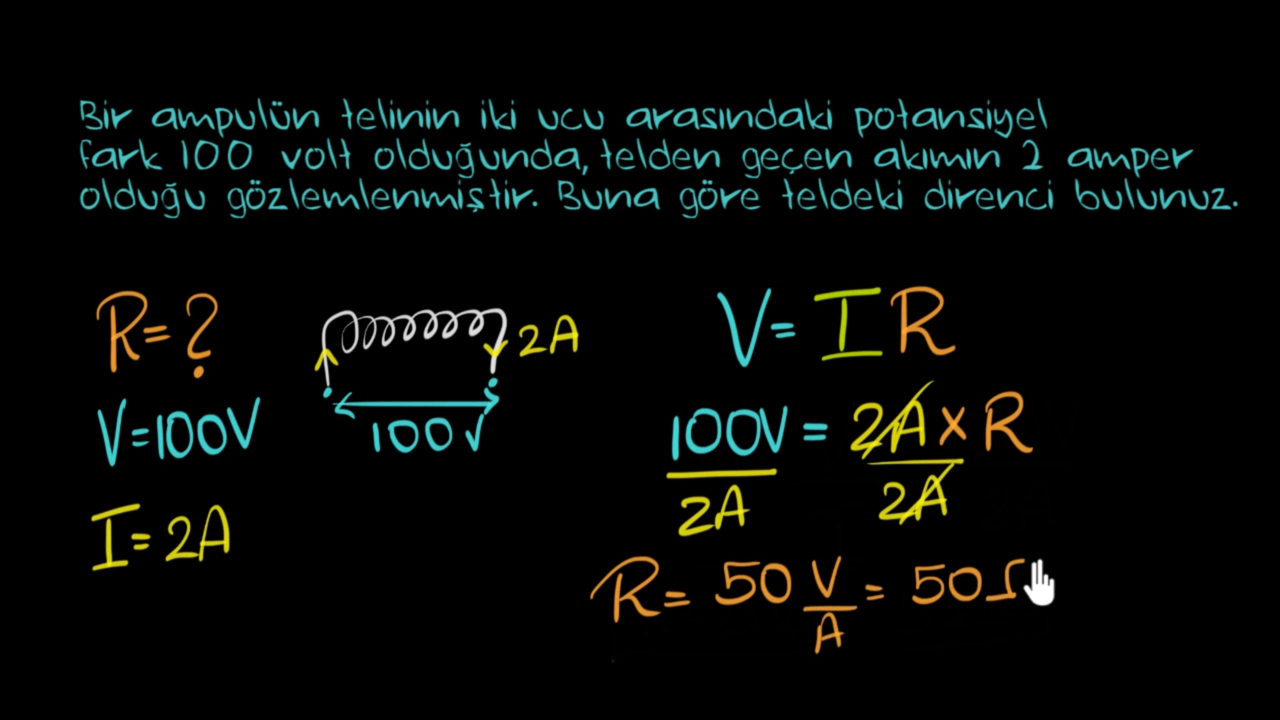 Bir ampulün telinin iki ucu arasındaki potansiyel
fark 100 volt olduğunda, telden geçen akımın 2 amper
olduğu gözlemlenmiştir. Buna göre teldeki direnci bulunuz.
R=?
V=100V
I=2A
2A
100V
V=IR
100V = 2A x R
2A 2A
R= 50 V/A = 50Ω